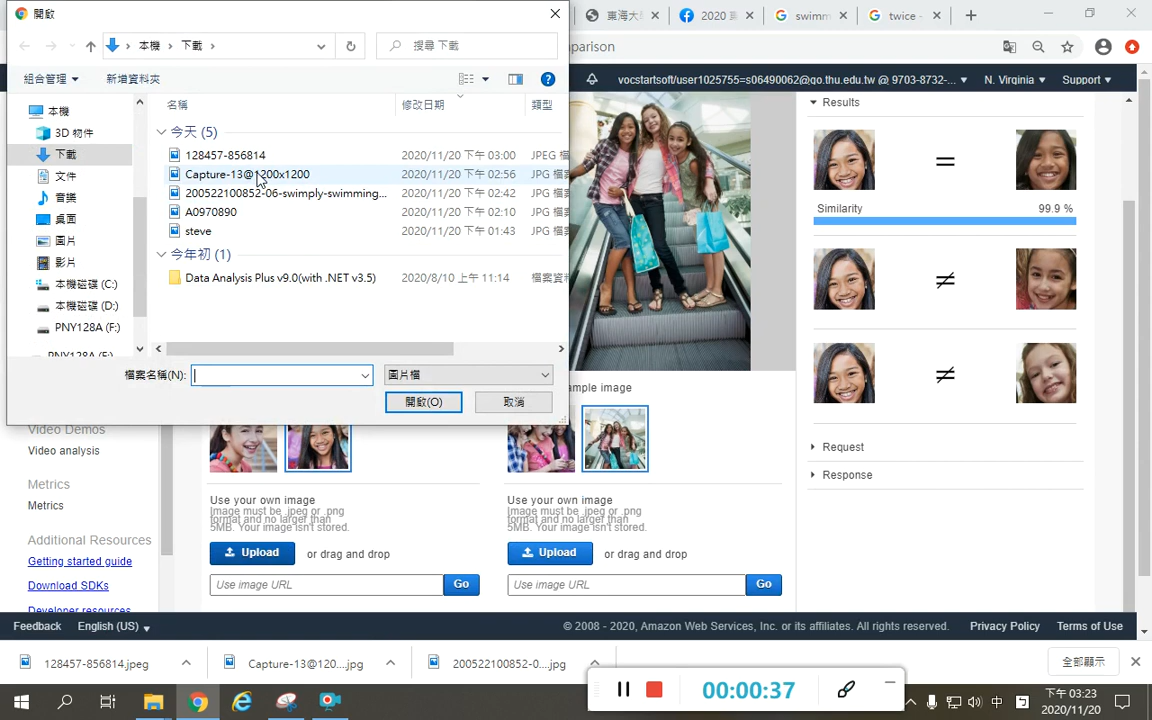 開啟
東海大
2020 東
swimm
twice -
本機
下載
搜尋 下載
parison
組合管理
新增資料夾
vocstartsoft/user1025755=s06490062@go.thu.edu.tw @ 9703-8732-...
N. Virginia
Support
本機
3D 物件
下載
文件
音樂
桌面
圖片
影片
本機磁碟 (C:)
本機磁碟 (D:)
PNY128A (F:)
PNY128A (F:)
名稱
修改日期
類型
今天 (5)
128457-856814
2020/11/20 下午 03:00
JPEG 檔
Capture-13@1200x1200
2020/11/20 下午 02:56
JPG 檔案
200522100852-06-swimply-swimming...
2020/11/20 下午 02:42
JPG 檔案
A0970890
2020/11/20 下午 02:10
JPG 檔案
steve
2020/11/20 下午 01:43
JPG 檔案
今年初 (1)
Data Analysis Plus v9.0(with .NET v3.5)
2020/8/10 上午 11:14
檔案資料
檔案名稱(N):
圖片檔
開啟(O)
取消
Results
Similarity
99.9 %
Request
Response
ample image
Video Demos
Video analysis
Metrics
Metrics
Additional Resources
Getting started guide
Download SDKs
Developer resources
Use your own image
Image must be .jpeg or .png
format and no larger than
5MB. Your image isn't stored.
Upload
or drag and drop
Use image URL
Go
Use your own image
Image must be .jpeg or .png
format and no larger than
5MB. Your image isn't stored.
Upload
or drag and drop
Use image URL
Go
Feedback
English (US)
© 2008 - 2020, Amazon Web Services, Inc. or its affiliates. All rights reserved.
Privacy Policy
Terms of Use
128457-856814.jpeg
Capture-13@120....jpg
200522100852-0....jpg
全部顯示
00:00:37
中
下午 03:23
2020/11/20